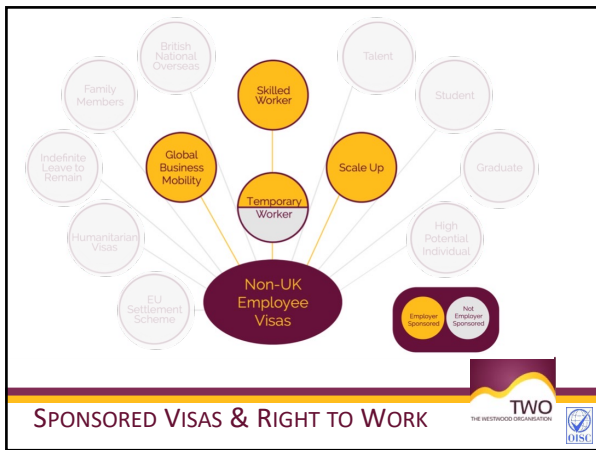 British
National
Overseas
Talent
Family
Members
Skilled
Worker
Student
Indefinite
Leave to
Remain
Global
Business
Mobility
Scale Up
Graduate
Temporary
Worker
Humanitarian
Visas
High
Potential
Individual
EU
Settlement
Scheme
Non-UK
Employee
Visas
Employer
Sponsored
Not
Employer
Sponsored
SPONSORED VISAS & RIGHT TO WORK
TWO
THE WESTWOOD ORGANISATION
OISC